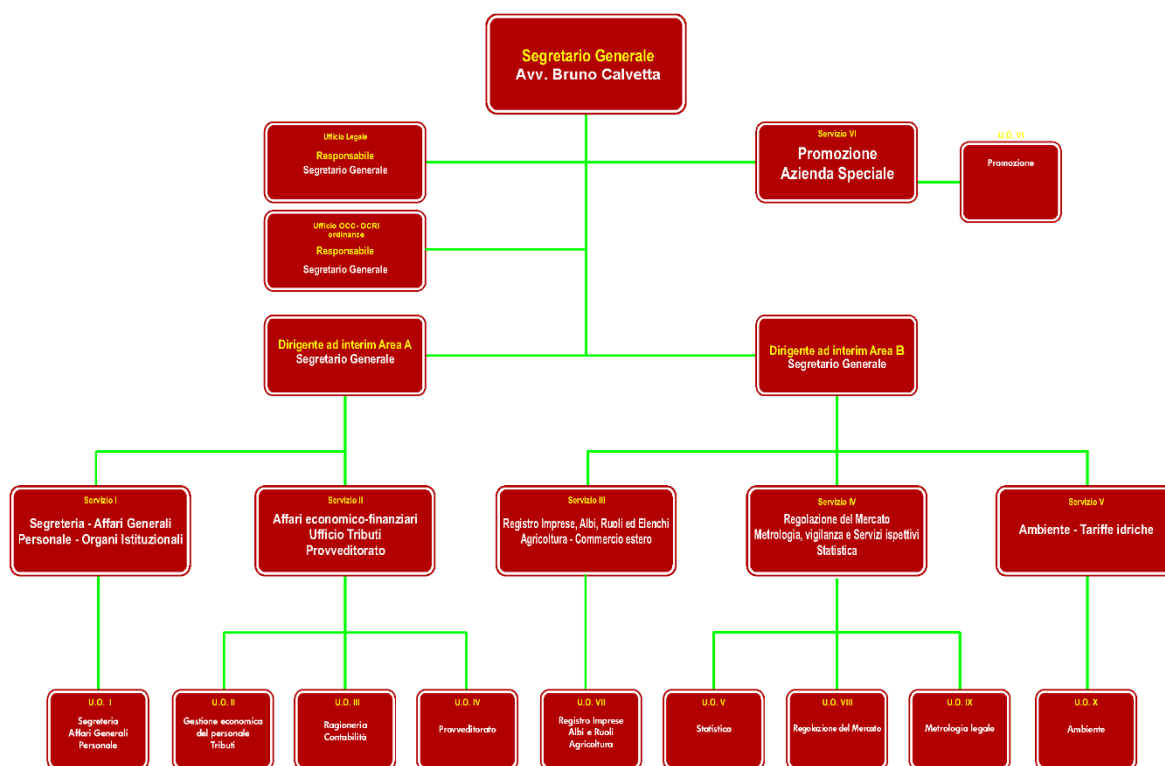 Segretario Generale
Avv. Bruno Calvetta
Ufficio Legale
Responsabile
Segretario Generale
Servizio VI
Promozione
Azienda Speciale
U.O. VI
Promozione
Ufficio OCC- OCRI
ordinanze
Responsabile
Segretario Generale
Dirigente ad interim Area A
Segretario Generale
Dirigente ad interim Area B
Segretario Generale
Servizio I
Segreteria - Affari Generali
Personale - Organi Istituzionali
Servizio II
Affari economico-finanziari
Ufficio Tributi
Provveditorato
Servizio III
Registro Imprese, Albi, Ruoli ed Elenchi
Agricoltura - Commercio estero
Servizio IV
Regolazione del Mercato
Metrologia, vigilanza e Servizi ispettivi
Statistica
Servizio V
Ambiente - Tariffe idriche
U.O. I
Segreteria
Affari Generali
Personale
U.O. II
Gestione economica
del personale
Tributi
U.O. III
Ragioneria
Contabilità
U.O. IV
Provveditorato
U.O. VII
Registro Imprese
Albi e Ruoli
Agricoltura
U.O. V
Statistica
U.O. VIII
Regolazione del Mercato
U.O. IX
Metrologia legale
U.O. X
Ambiente